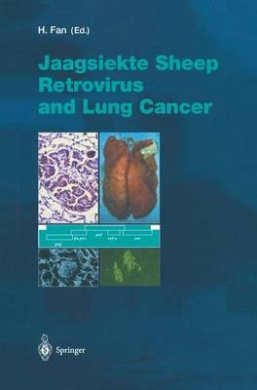 H. Fan (Ed.)
Jaagsiekte Sheep
Retrovirus
and Lung Cancer
Springer